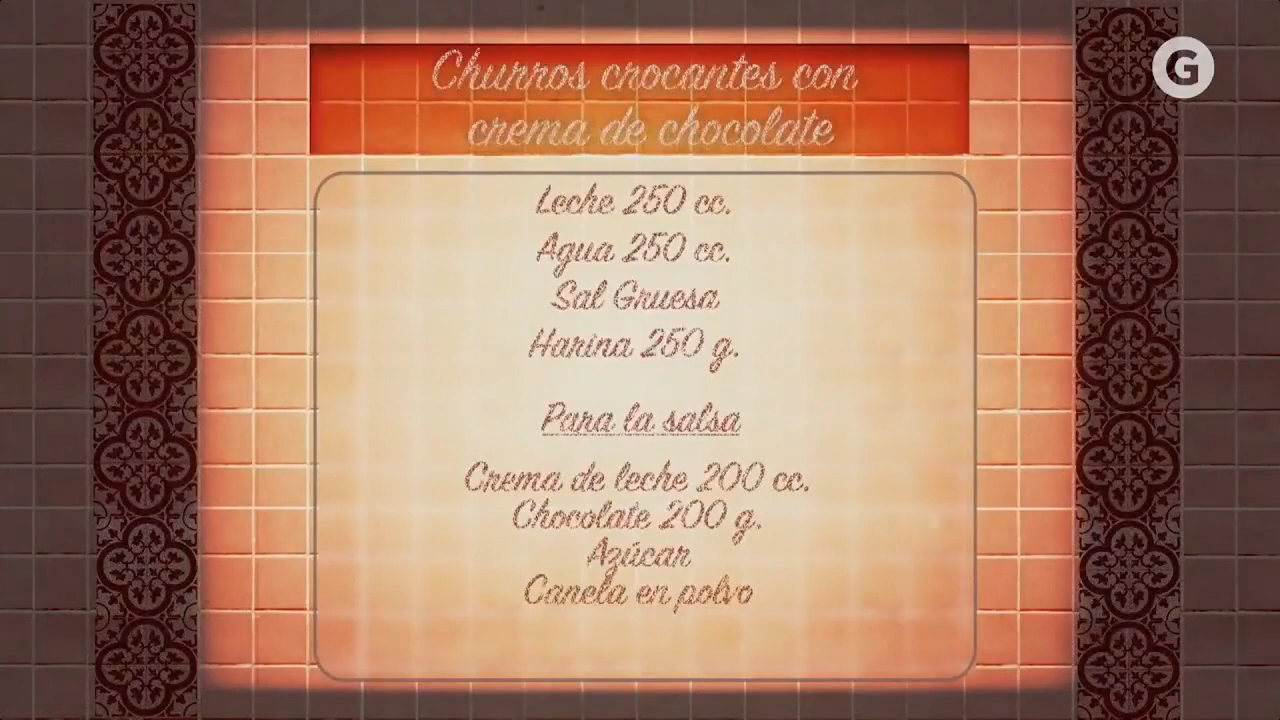 G
Churros crocantes con
crema de chocolate
Leche 250 cc.
Agua 250 cc.
Sal Gruesa
Harina 250 g.
Para la salsa
Crema de leche 200 cc.
Chocolate 200 g.
Azúcar
Canela en polvo